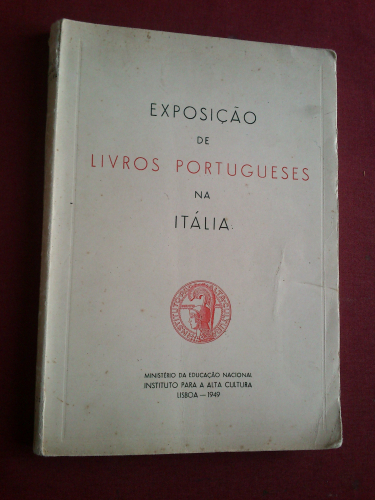 EXPOSIÇÃO
DE
LIVROS PORTUGUESES
NA
ITÁLIA
MINISTÉRIO DA EDUCAÇÃO NACIONAL
INSTITUTO PARA A ALTA CULTURA
LISBOA — 1949